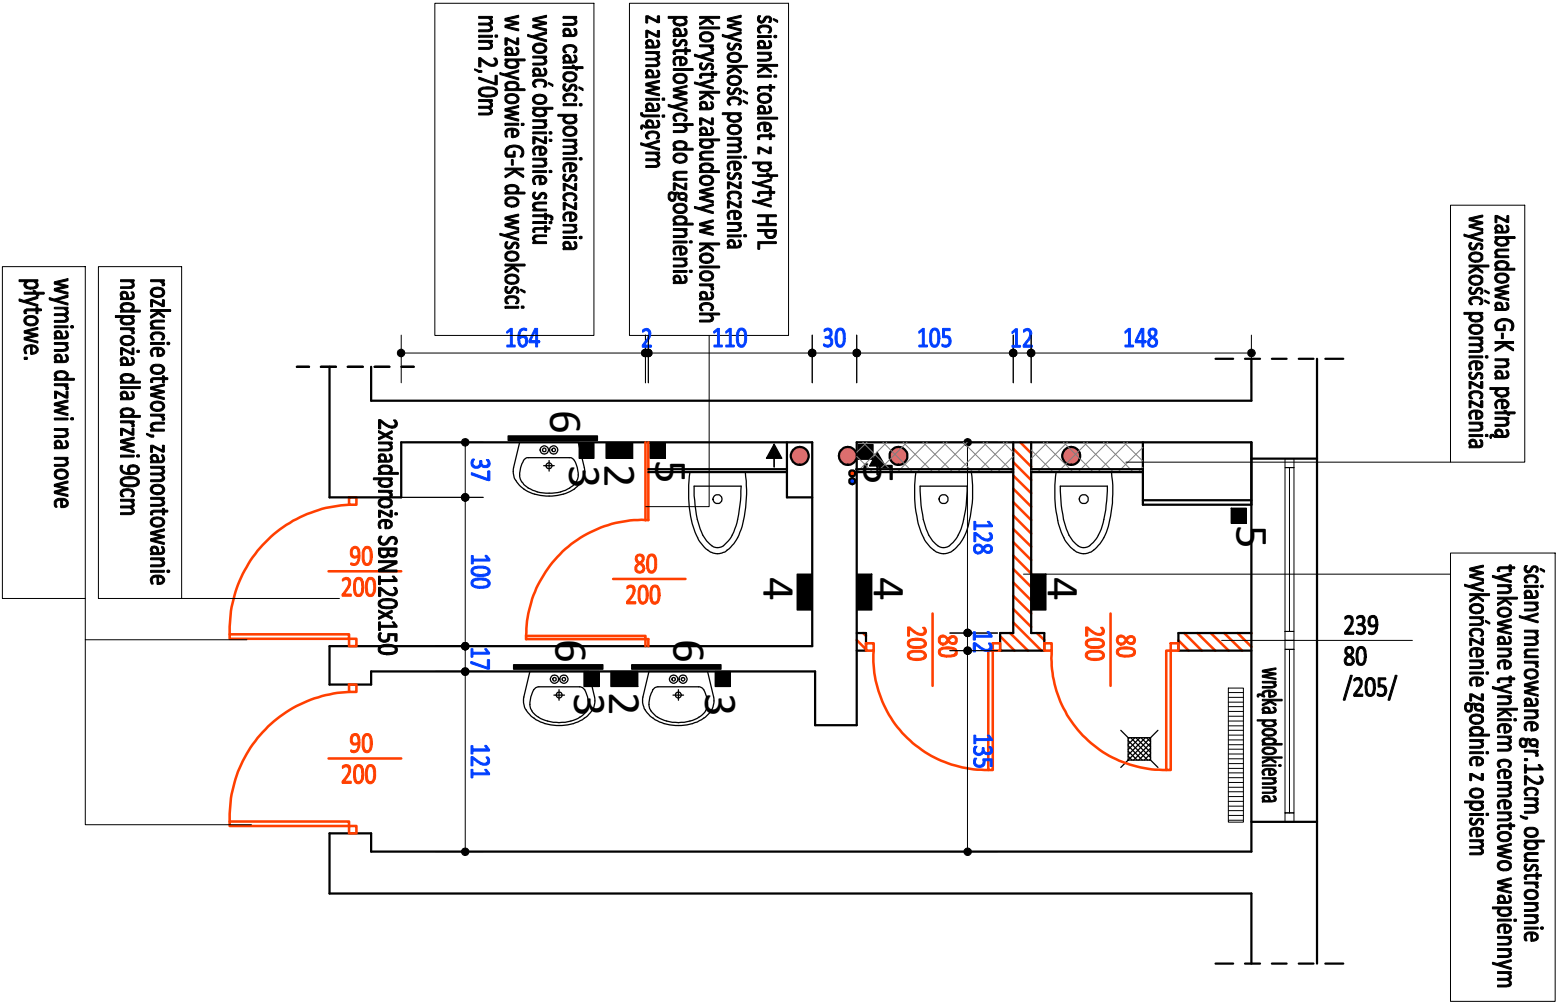 ścianki toalet z płyty HPL
wysokość pomieszczenia
klorystyka zabudowy w kolorach
pastelowych do uzgodnienia
z zamawiającym
na całości pomieszczenia
wyonać obniżenie sufitu
w zabydowie G-K do wysokości
min 2,70m
rozkucie otworu, zamontowanie
nadproża dla drzwi 90cm
wymiana drzwi na nowe
płytowe.
zabudowa G-K na pełną
wysokość pomieszczenia
ściany murowane gr.12cm, obustronnie
tynkowane tynkiem cementowo wapiennym
wykończenie zgodnie z opisem
164
2
110
30
105
12
148
2xnadproże SBN120x150
37
100
17
121
128
12
135
90
200
90
200
80
200
80
200
80
200
239
80
/205/
wnęka podokienna
6
3
2
5
5
5
4
4
4
6
3
2
6
3